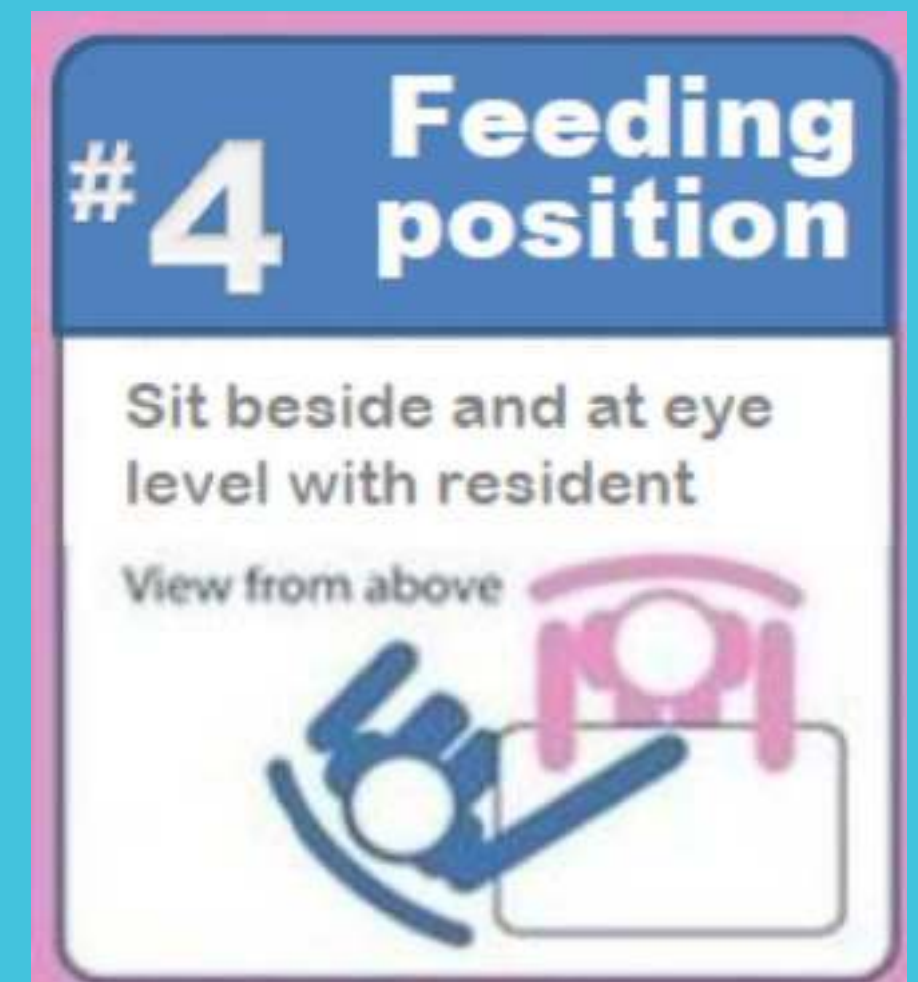 #4 Feeding
position
Sit beside and at eye
level with resident
View from above